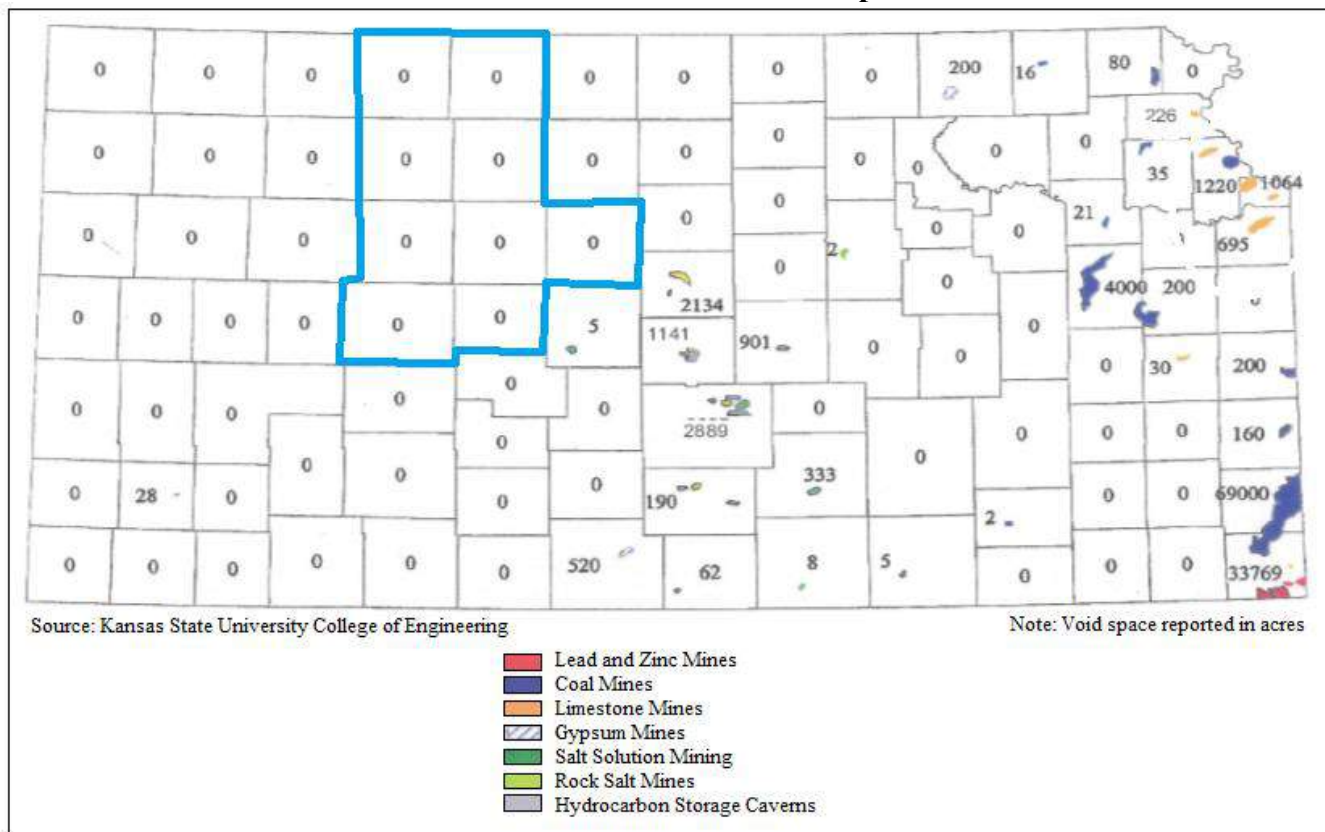 0 0 0 0 0 0 0 0 0 200 16 80 0
226
0 0 0 0 0 0 0 0 0 0 0 0 35 1220 1064
0 0 0 0 0 0 0 0 2 0 0 21 695
0 0 0 0 0 0 5 2134 0 0 4000 200
1141 901 0 0 0 0 30 200
0 0 0 0 0 0 2889 0 0 0 0 0 160
0 0 0
0 28 0 0 0 0 190 333 2 0 0 69000
0 0 0 0 0 0 520 62 8 5 0 0 0 33769
Source: Kansas State University College of Engineering
Note: Void space reported in acres
Lead and Zinc Mines
Coal Mines
Limestone Mines
Gypsum Mines
Salt Solution Mining
Rock Salt Mines
Hydrocarbon Storage Caverns